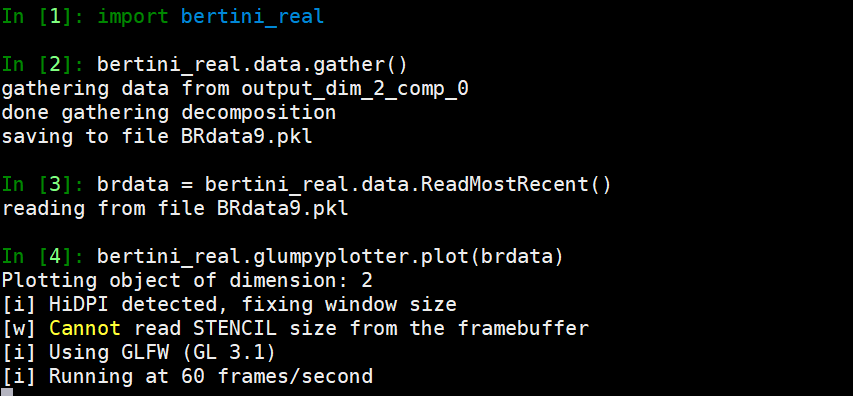 In [1]: import bertini_real
In [2]: bertini_real.data.gather()
gathering data from output_dim_2_comp_0
done gathering decomposition
saving to file BRdata9.pkl
In [3]: brdata = bertini_real.data.ReadMostRecent()
reading from file BRdata9.pkl
In [4]: bertini_real.glumpyplotter.plot(brdata)
Plotting object of dimension: 2
[i] HiDPI detected, fixing window size
[w] Cannot read STENCIL size from the framebuffer
[i] Using GLFW (GL 3.1)
[i] Running at 60 frames/second